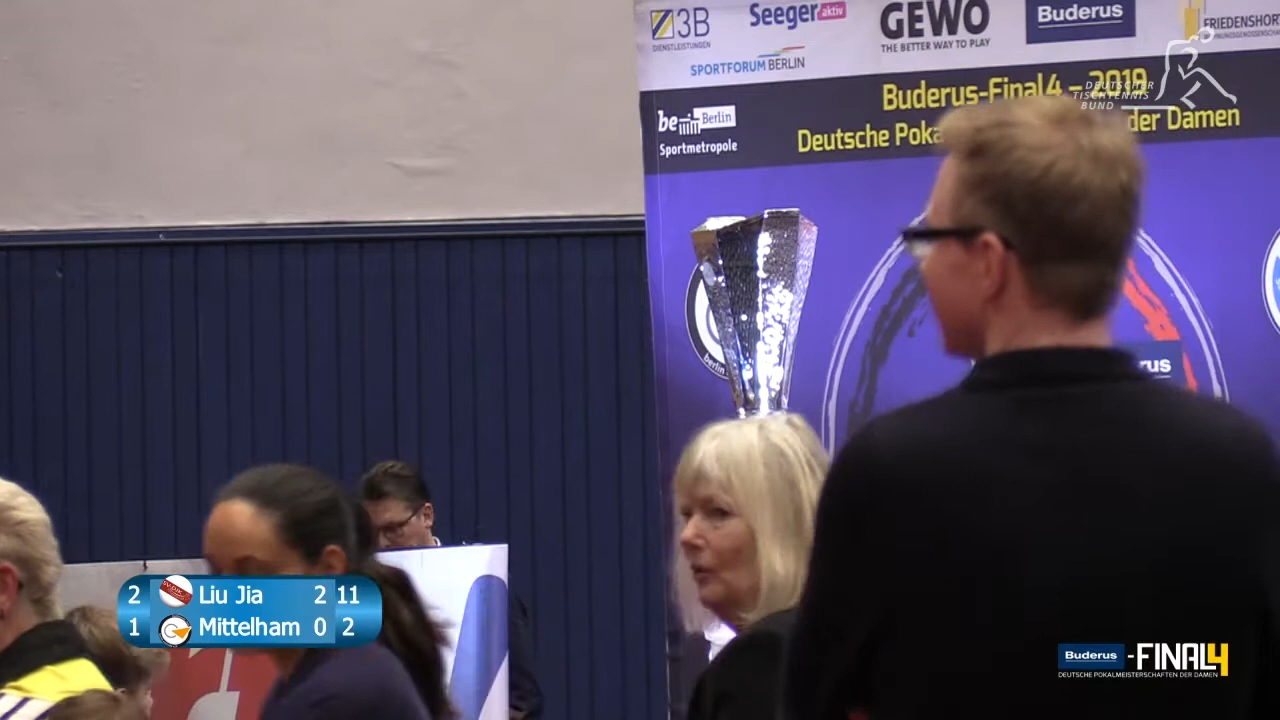 3B
DIENSTLEISTUNGEN
Seeger aktiv
GEWO
THE BETTER WAY TO PLAY
Buderus
SPORTFORUM BERLIN
be Berlin
Sportmetropole
Buderus-Final4 – 2019
Deutsche Poka
der Damen
DEUTSCHER
TISCHTENNIS
BUND
berlin
us
2 Liu Jia 2 11
1 Mittelham 0 2
Buderus -FINAL4
DEUTSCHE POKALMEISTERSCHAFTEN DER DAMEN